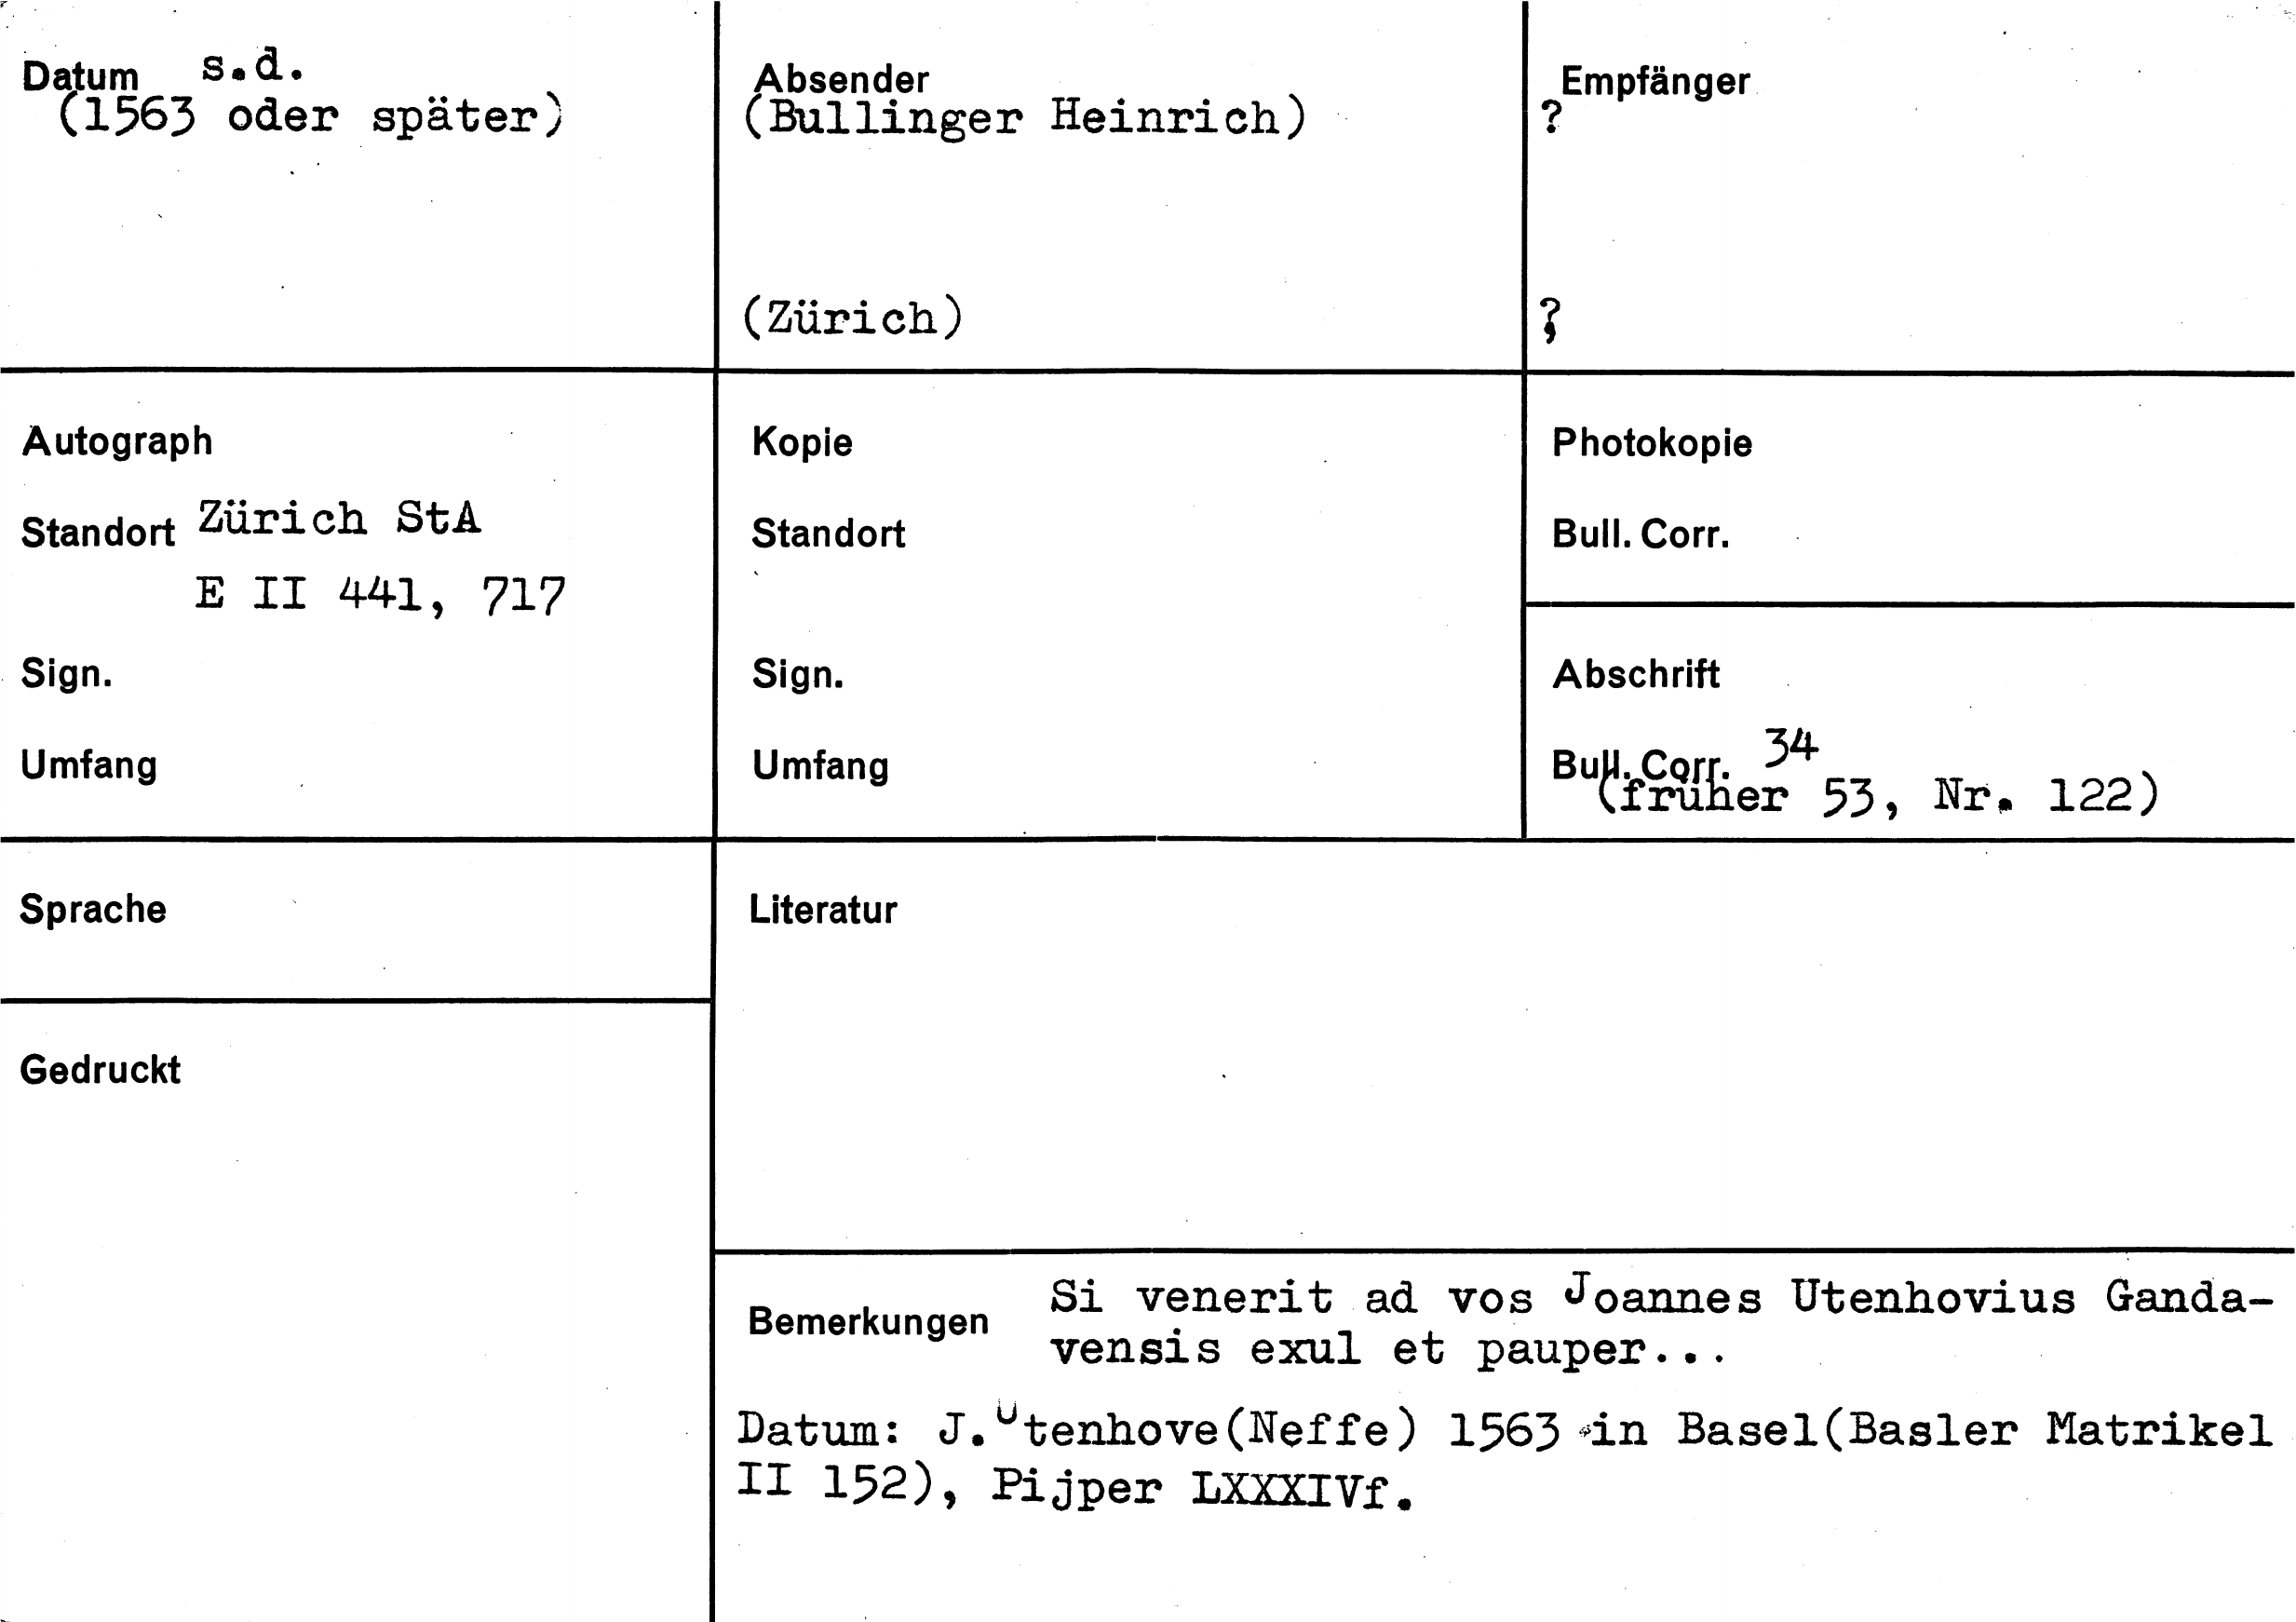 Datum s.d.
(1563 oder später)
Absender
(Bullinger Heinrich)
(Zürich)
Empfänger
?
?
Autograph
Standort Zürich StA
E II 441, 717
Sign.
Umfang
Kopie
Standort
Sign.
Umfang
Photokopie
Bull. Corr.
Abschrift
Bull. Corr. 34
(früher 53, Nr. 122)
Sprache
Gedruckt
Literatur
Bemerkungen Si venerit ad vos Joannes Utenhovius Ganda-
vensis exul et pauper...
Datum: J.Utenhove(Neffe) 1563 in Basel(Basler Matrikel
II 152), Pijper LXXXIVf.